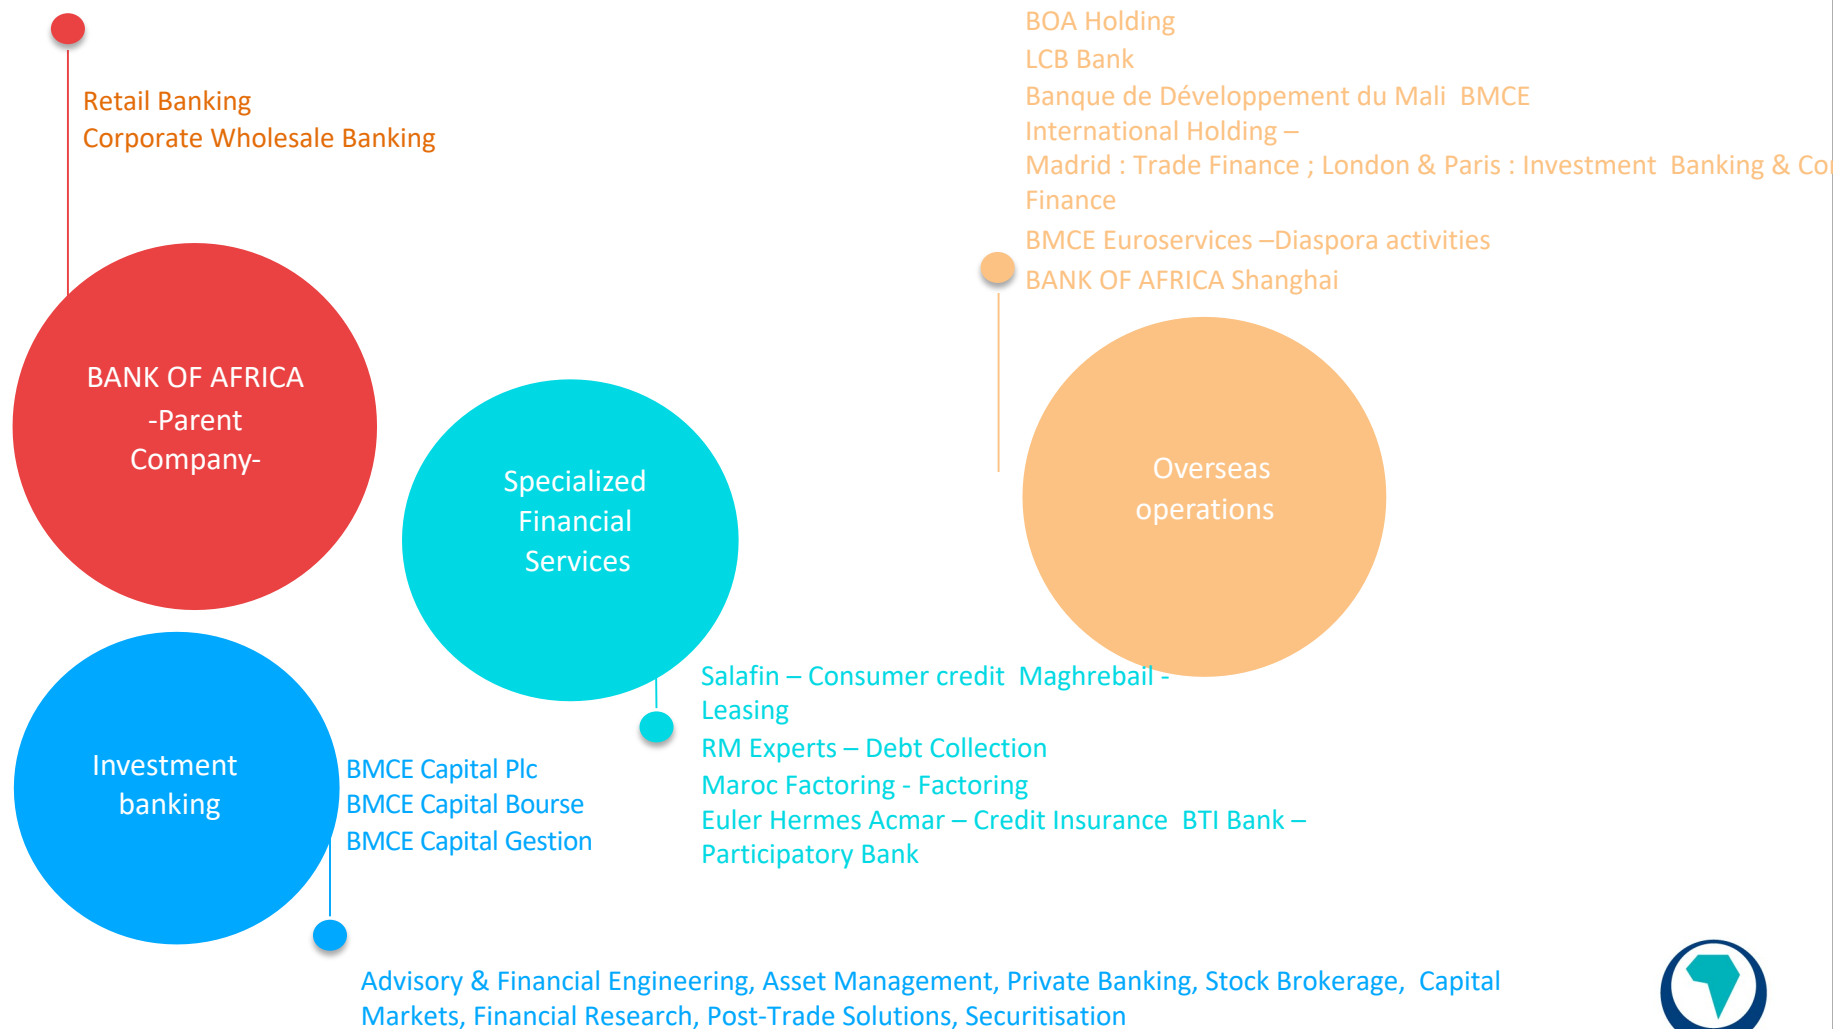 BOA Holding
LCB Bank
Banque de Développement du Mali BMCE
International Holding –
Madrid : Trade Finance ; London & Paris : Investment Banking &
Finance
BMCE Euroservices –Diaspora activities
BANK OF AFRICA Shanghai
Retail Banking
Corporate Wholesale Banking
BANK OF AFRICA
-Parent
Company-
Specialized
Financial
Services
Overseas
operations
Salafin – Consumer credit Maghrebail -
Leasing
RM Experts – Debt Collection
Maroc Factoring - Factoring
Euler Hermes Acmar – Credit Insurance BTI Bank –
Participatory Bank
Investment
banking
BMCE Capital Plc
BMCE Capital Bourse
BMCE Capital Gestion
Advisory & Financial Engineering, Asset Management, Private Banking, Stock Brokerage, Capital
Markets, Financial Research, Post-Trade Solutions, Securitisation